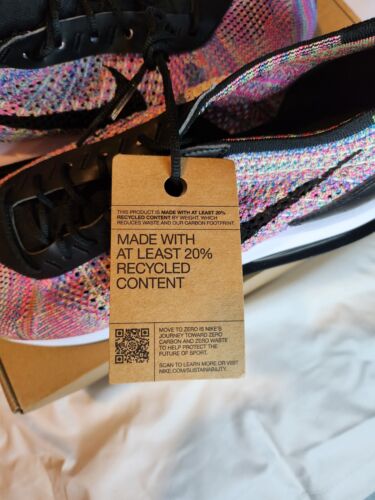 THIS PRODUCT IS MADE WITH AT LEAST 20%
RECYCLED CONTENT BY WEIGHT, WHICH
REDUCES WASTE AND OUR CARBON FOOTPRINT.
MADE WITH
AT LEAST 20%
RECYCLED
CONTENT
MOVE TO ZERO IS NIKE'S
JOURNEY TOWARD ZERO
CARBON AND ZERO WASTE
TO HELP PROTECT THE
FUTURE OF SPORT.
SCAN TO LEARN MORE OR VISIT
NIKE.COM/SUSTAINABILITY.